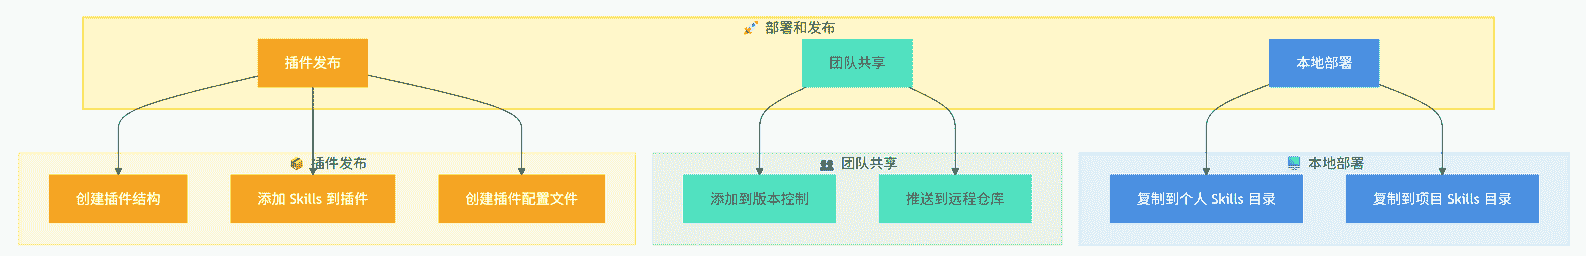 🚀 部署和发布
插件发布
团队共享
本地部署
📦 插件发布
创建插件结构
添加 Skills 到插件
创建插件配置文件
👥 团队共享
添加到版本控制
推送到远程仓库
🖥️ 本地部署
复制到个人 Skills 目录
复制到项目 Skills 目录